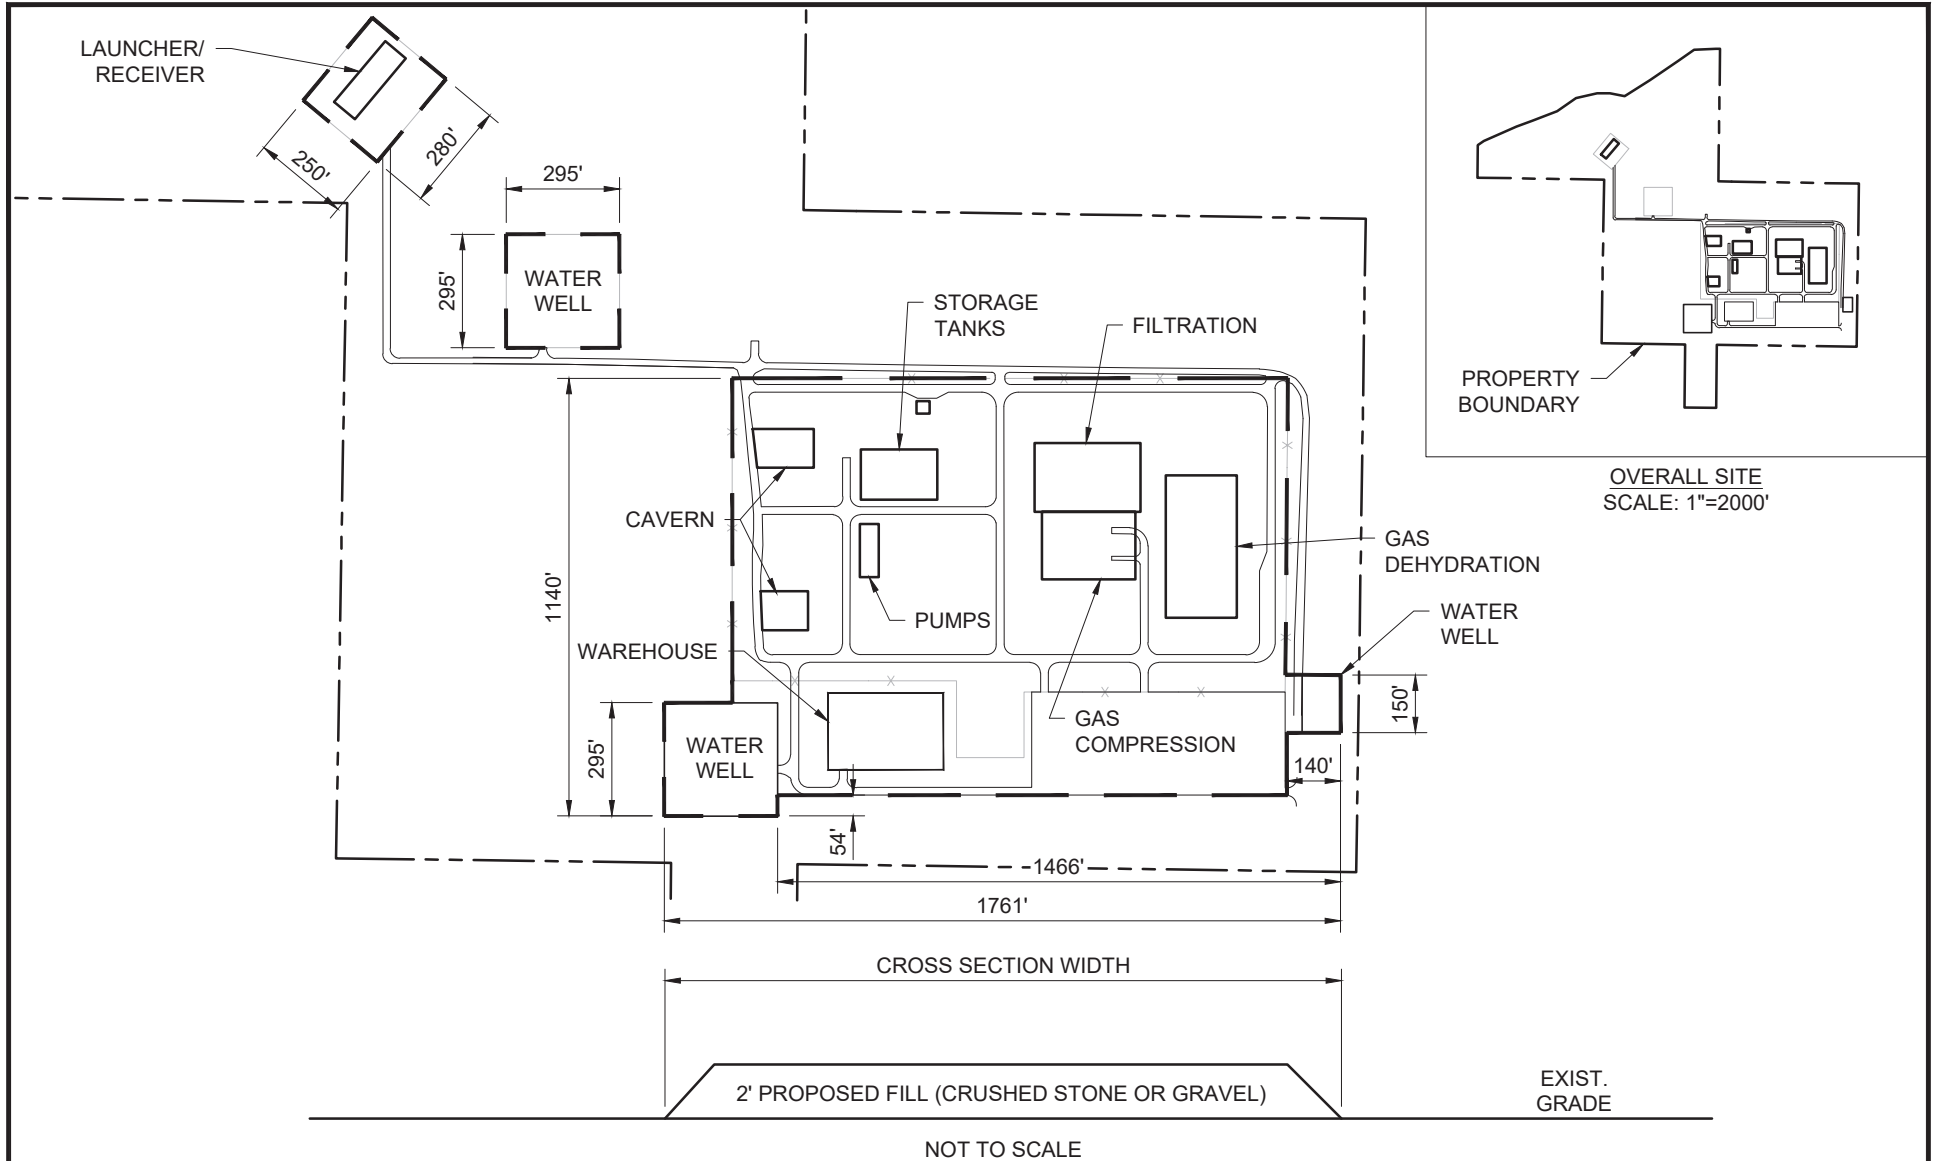 LAUNCHER/
RECEIVER
250'
280'
295'
295'
WATER
WELL
STORAGE
TANKS
FILTRATION
PROPERTY
BOUNDARY
OVERALL SITE
SCALE: 1"=2000'
CAVERN
PUMPS
GAS
DEHYDRATION
1140'
WATER
WELL
WAREHOUSE
GAS
COMPRESSION
150'
295'
WATER
WELL
140'
54'
1466'
1761'
CROSS SECTION WIDTH
2' PROPOSED FILL (CRUSHED STONE OR GRAVEL)
EXIST.
GRADE
NOT TO SCALE